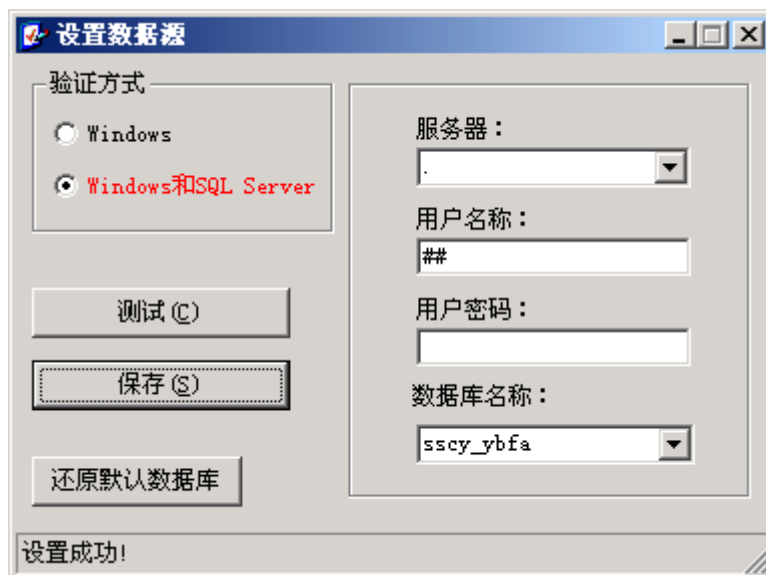 设置数据源
验证方式
Windows
Windows和SQL Server
测试(C)
保存(S)
还原默认数据库
服务器：
.
用户名称：
##
用户密码：
数据库名称：
sscy_ybfa
设置成功!